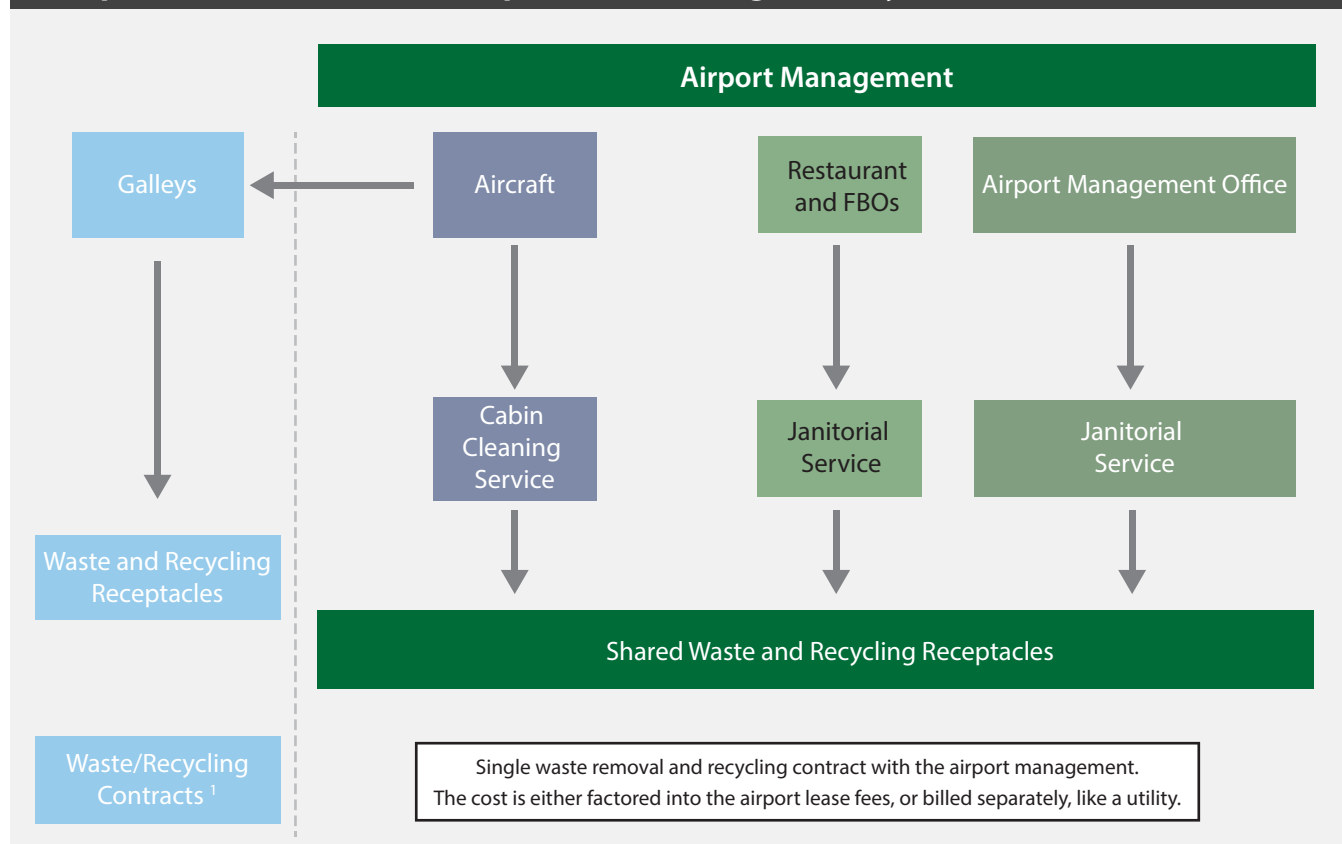 Airport Management
Galleys
Aircraft
Restaurant
and FBOs
Airport Management Office
Cabin
Cleaning
Service
Janitorial
Service
Janitorial
Service
Waste and Recycling
Receptacles
Shared Waste and Recycling Receptacles
Waste/Recycling
Contracts ¹
Single waste removal and recycling contract with the airport management.
The cost is either factored into the airport lease fees, or billed separately, like a utility.